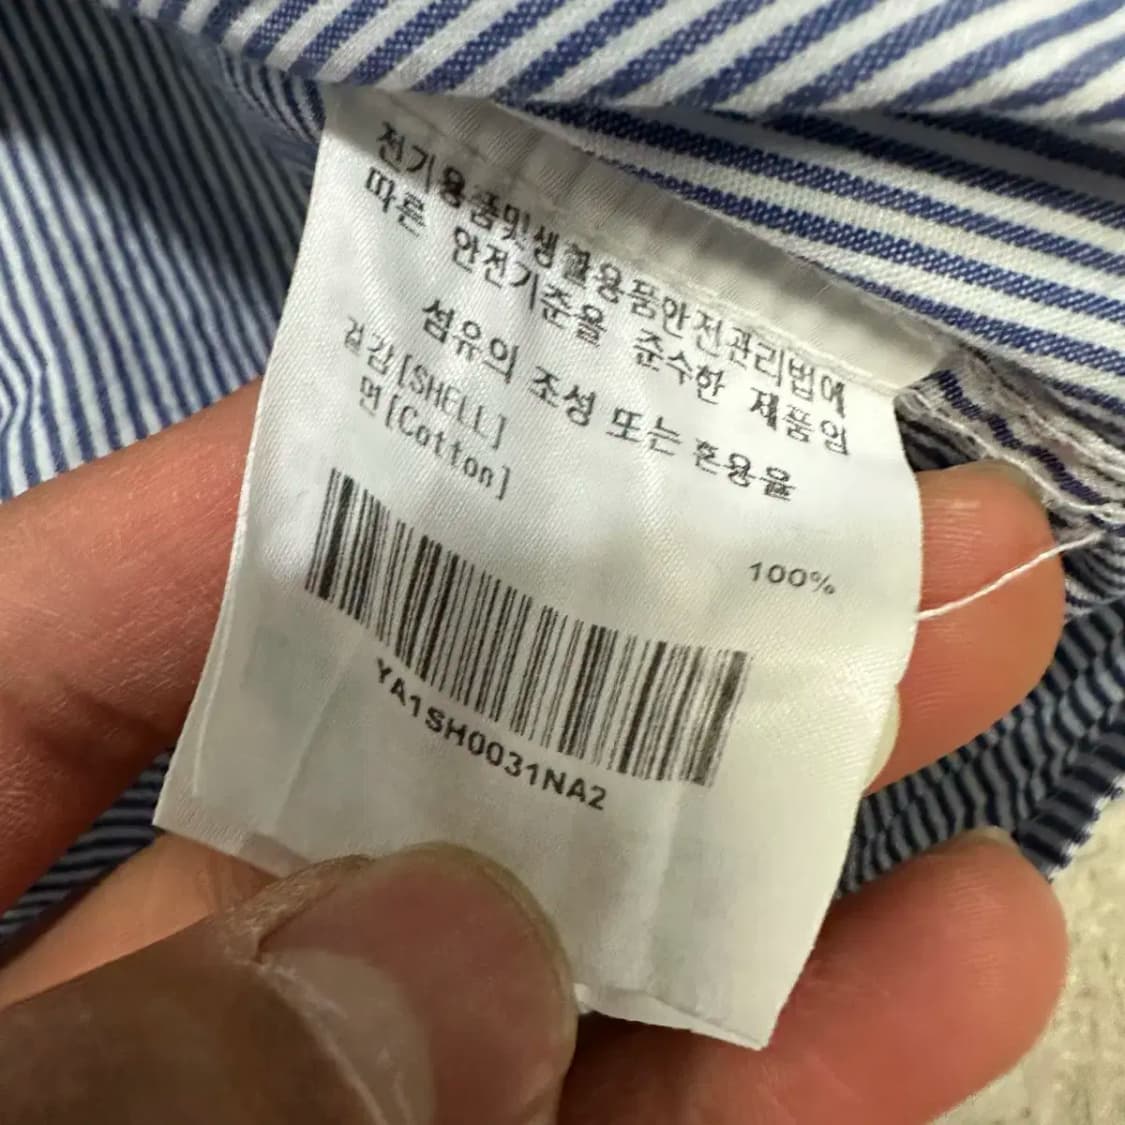 전기용품및생활용품안전관리법에
따른 안전기준을 준수한 제품임
섬유의 조성 또는 혼용율
겉감[SHELL]
면[Cotton] 100%
YA1SH0031NA2